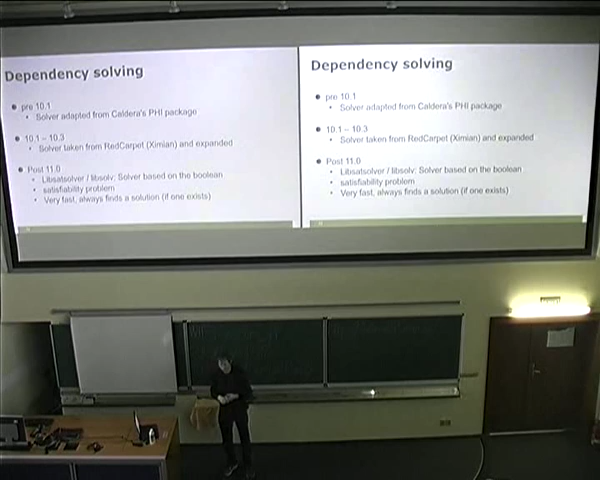 Dependency solving
pre 10.1
Solver adapted from Caldera's PHI package
10.1 – 10.3
Solver taken from RedCarpet (Ximian) and expanded
Post 11.0
Libsatsolver / libsolv: Solver based on the boolean
satisfiability problem
Very fast, always finds a solution (if one exists)
Dependency solving
pre 10.1
Solver adapted from Caldera's PHI package
10.1 – 10.3
Solver taken from RedCarpet (Ximian) and expanded
Post 11.0
Libsatsolver / libsolv: Solver based on the boolean
satisfiability problem
Very fast, always finds a solution (if one exists)